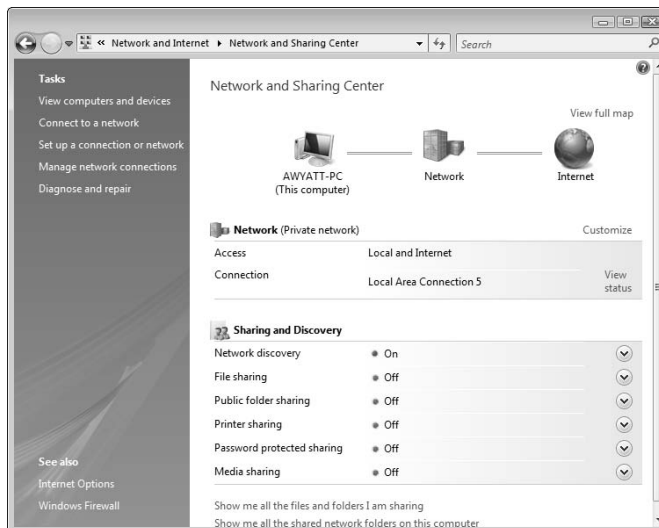 « Network and Internet ▸ Network and Sharing Center
Search
Tasks
View computers and devices
Connect to a network
Set up a connection or network
Manage network connections
Diagnose and repair
See also
Internet Options
Windows Firewall
Network and Sharing Center
View full map
AWYATT-PC
(This computer)
Network
Internet
Network (Private network) Customize
Access Local and Internet
Connection Local Area Connection 5 View
status
Sharing and Discovery
Network discovery On
File sharing Off
Public folder sharing Off
Printer sharing Off
Password protected sharing Off
Media sharing Off
Show me all the files and folders I am sharing
Show me all the shared network folders on this computer